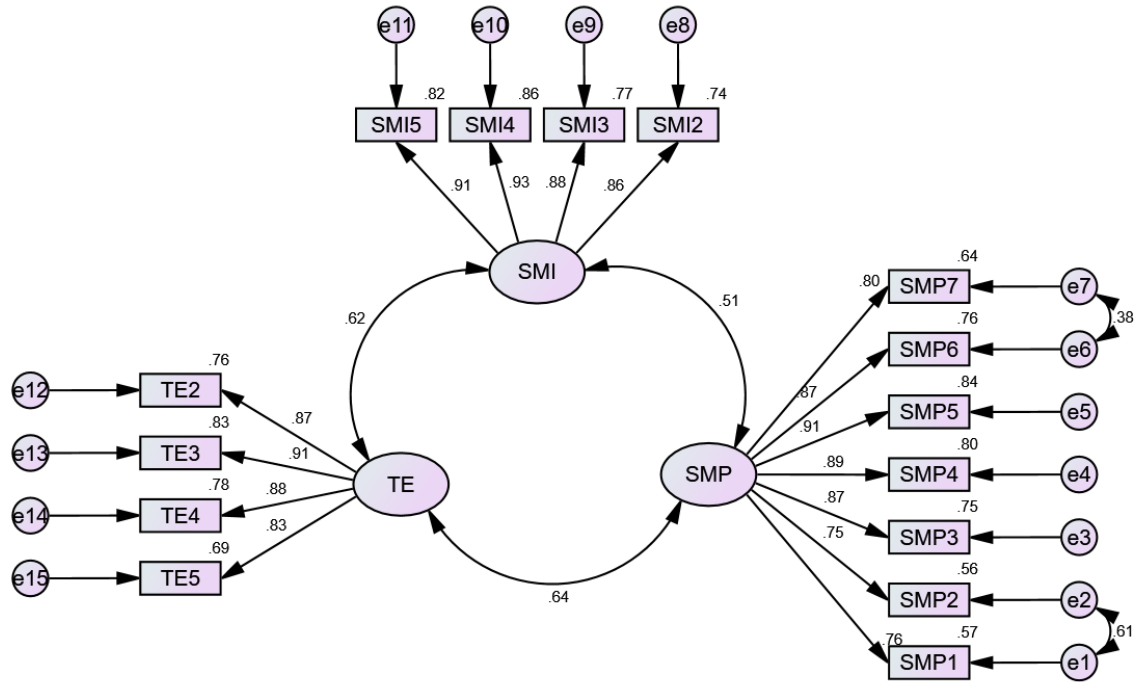 e11 e10 e9 e8
.82 .86 .77 .74
SMI5 SMI4 SMI3 SMI2
.91 .93 .88 .86
SMI
.62
.51
.64
.80 SMP7 e7
.38
.76
SMP6 e6
.87
.84
SMP5 e5
.91
.80
.89 SMP4 e4
.75
.87 SMP3 e3
.75
.56
SMP2 e2
.61
.57
.76 SMP1 e1
SMP
.76
e12 TE2
.87
.83
e13 TE3
.91
.78
e14 TE4
.88
.69
.83
e15 TE5
TE
.64